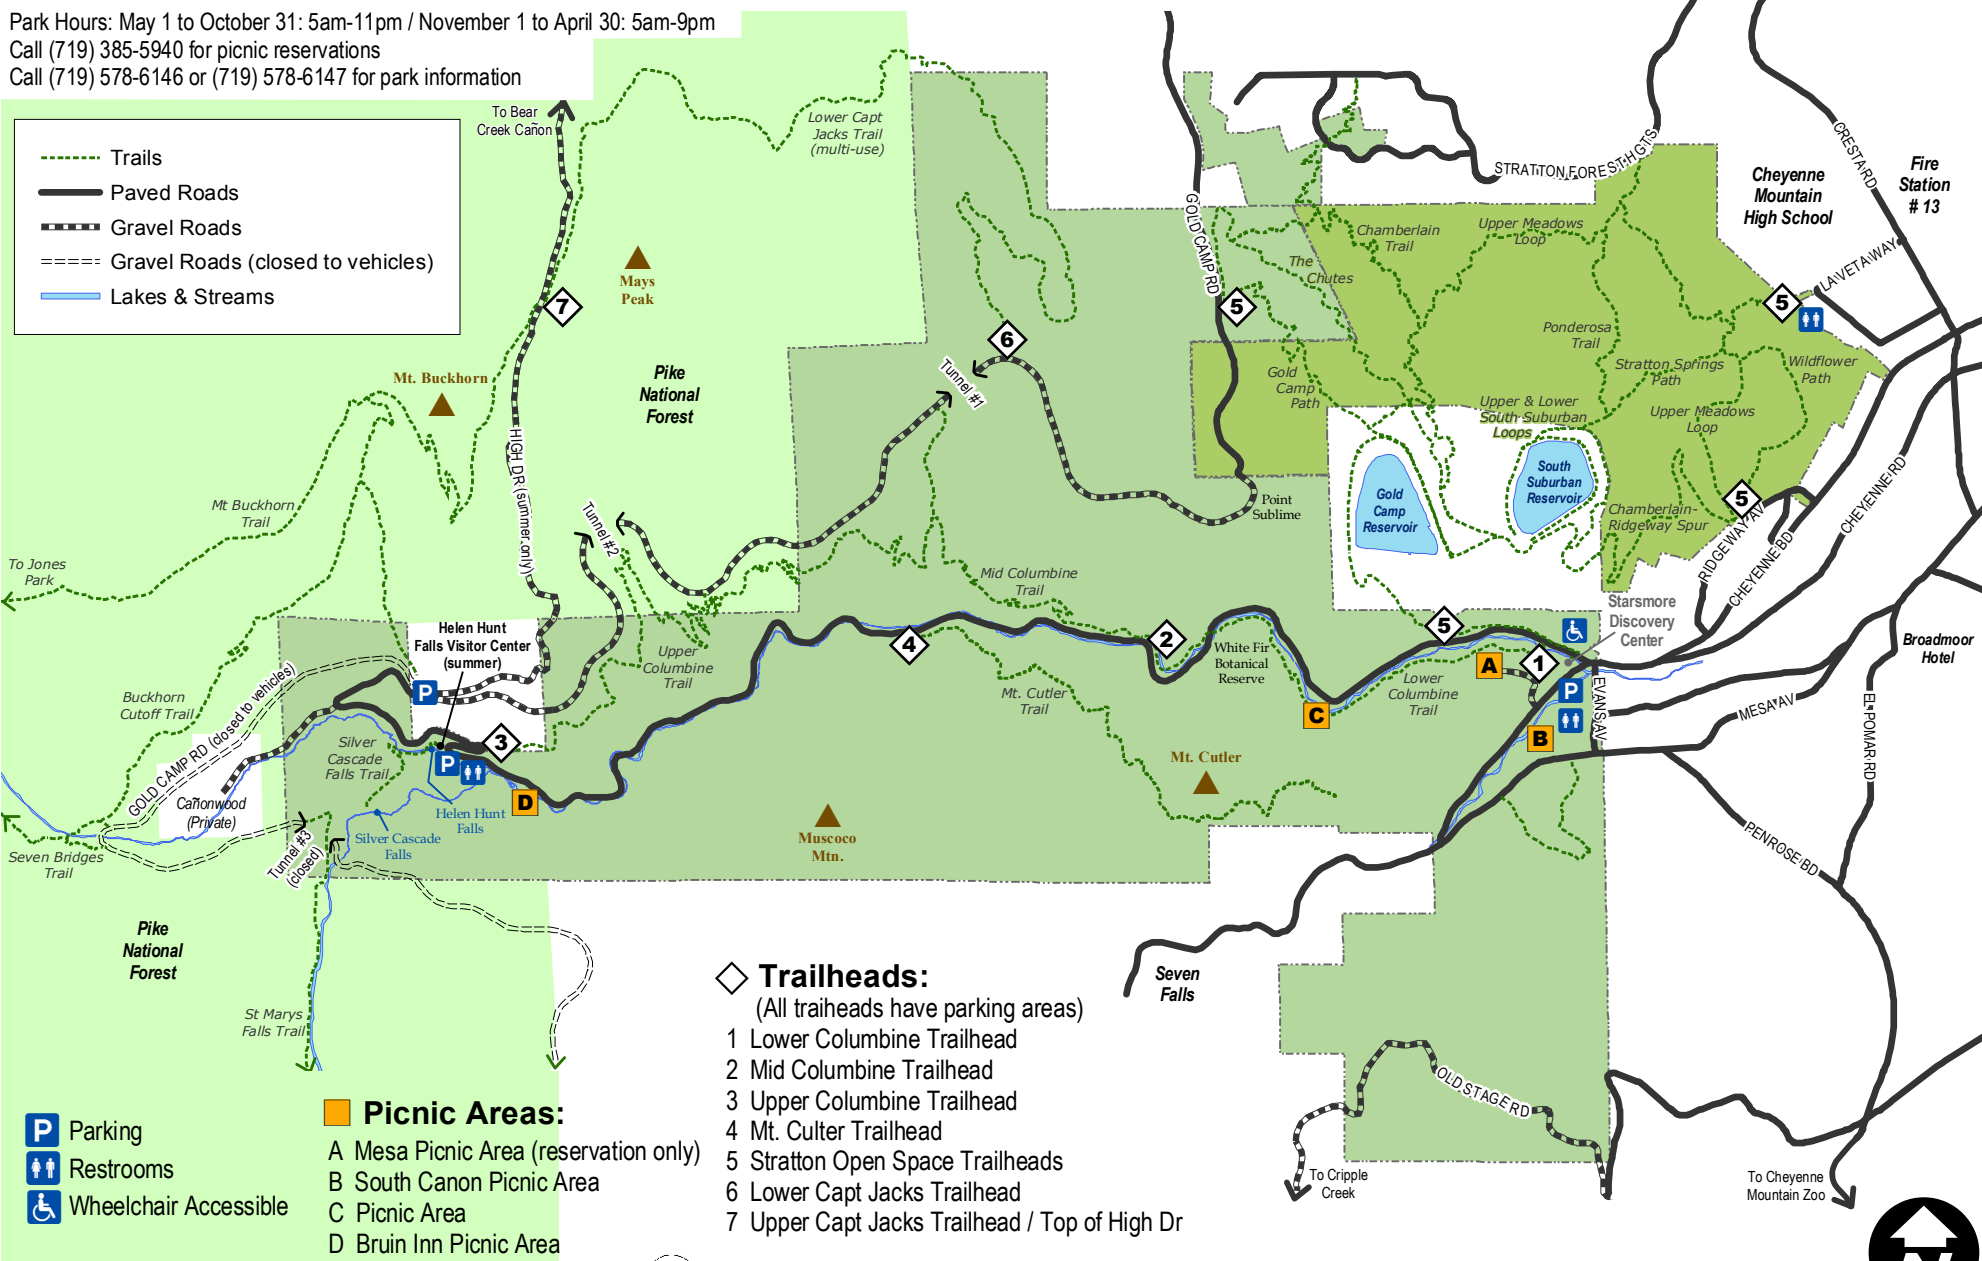 Park Hours: May 1 to October 31: 5am-11pm / November 1 to April 30: 5am-9pm
Call (719) 385-5940 for picnic reservations
Call (719) 578-6146 or (719) 578-6147 for park information
Trails
Paved Roads
Gravel Roads
Gravel Roads (closed to vehicles)
Lakes & Streams
To Bear
Creek Cañon
Lower Capt
Jacks Trail
(multi-use)
7
Mays
Peak
Mt. Buckhorn
Pike
National
Forest
HIGH DR (summer only)
Mt Buckhorn
Trail
To Jones
Park
Tunnel #2
Tunnel #1
6
GOLD CAMP RD
5
The
Chutes
Chamberlain
Trail
Upper Meadows
Loop
STRATTON FOREST HGTS
Cheyenne
Mountain
High School
CRESTA RD
Fire
Station
# 13
LA VETA WAY
5
Ponderosa
Trail
Stratton Springs
Path
Wildflower
Path
Gold
Camp
Path
Upper & Lower
South Suburban
Loops
Upper Meadows
Loop
Gold
Camp
Reservoir
South
Suburban
Reservoir
Chamberlain-
Ridgeway Spur
5
RIDGEWAY AV
CHEYENNE BD
CHEYENNE RD
Point
Sublime
Mid Columbine
Trail
Helen Hunt
Falls Visitor Center
(summer)
P
Upper
Columbine
Trail
4
2
White Fir
Botanical
Reserve
Mt. Cutler
Trail
C
Lower
Columbine
Trail
5
A
1
P
B
Starsmore
Discovery
Center
EVANS AV
MESA AV
EL POMAR RD
Broadmoor
Hotel
PENROSE BD
Buckhorn
Cutoff Trail
GOLD CAMP RD (closed to vehicles)
Cañonwood
(Private)
Silver
Cascade
Falls Trail
3
P
D
Helen Hunt
Falls
Silver Cascade
Falls
Tunnel #3
(closed)
Seven Bridges
Trail
Mt. Cutler
Muscoco
Mtn.
Pike
National
Forest
St Marys
Falls Trail
Seven
Falls
OLD STAGE RD
To Cripple
Creek
To Cheyenne
Mountain Zoo
P Parking
Restrooms
Wheelchair Accessible
Picnic Areas:
A Mesa Picnic Area (reservation only)
B South Canon Picnic Area
C Picnic Area
D Bruin Inn Picnic Area
Trailheads:
(All traiheads have parking areas)
1 Lower Columbine Trailhead
2 Mid Columbine Trailhead
3 Upper Columbine Trailhead
4 Mt. Culter Trailhead
5 Stratton Open Space Trailheads
6 Lower Capt Jacks Trailhead
7 Upper Capt Jacks Trailhead / Top of High Dr